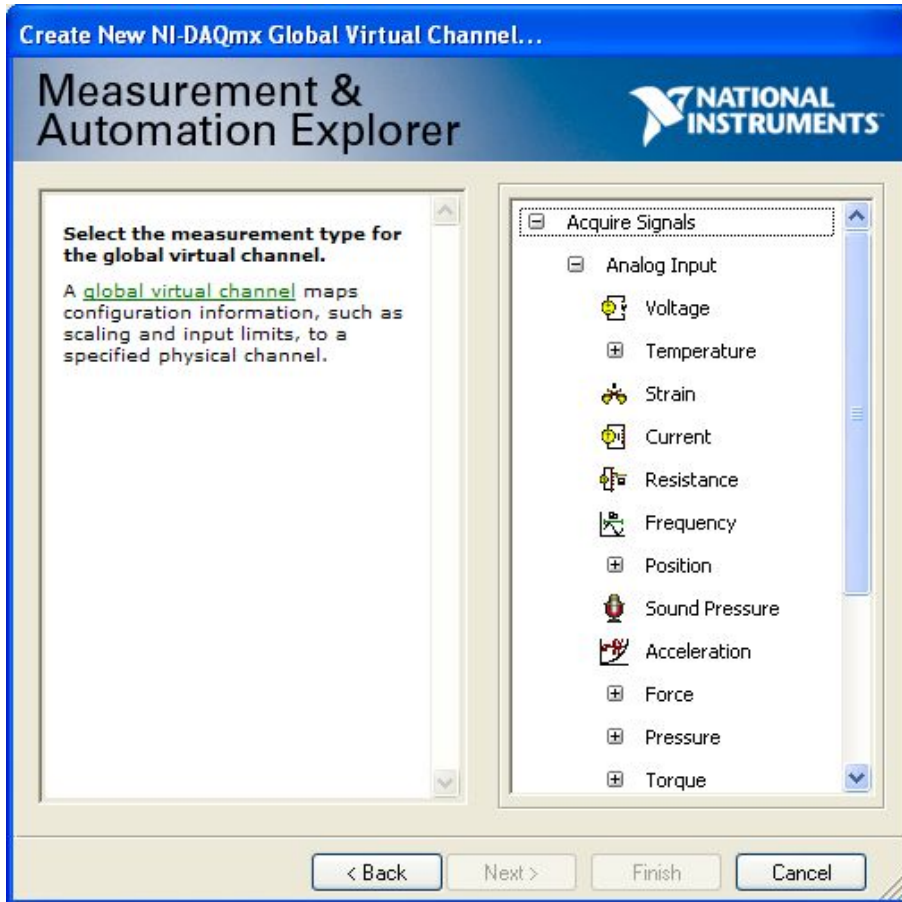 Create New NI-DAQmx Global Virtual Channel...
Measurement &
Automation Explorer
NATIONAL
INSTRUMENTS
Select the measurement type for
the global virtual channel.
A global virtual channel maps
configuration information, such as
scaling and input limits, to a
specified physical channel.
Acquire Signals
Analog Input
Voltage
Temperature
Strain
Current
Resistance
Frequency
Position
Sound Pressure
Acceleration
Force
Pressure
Torque
< Back
Next >
Finish
Cancel